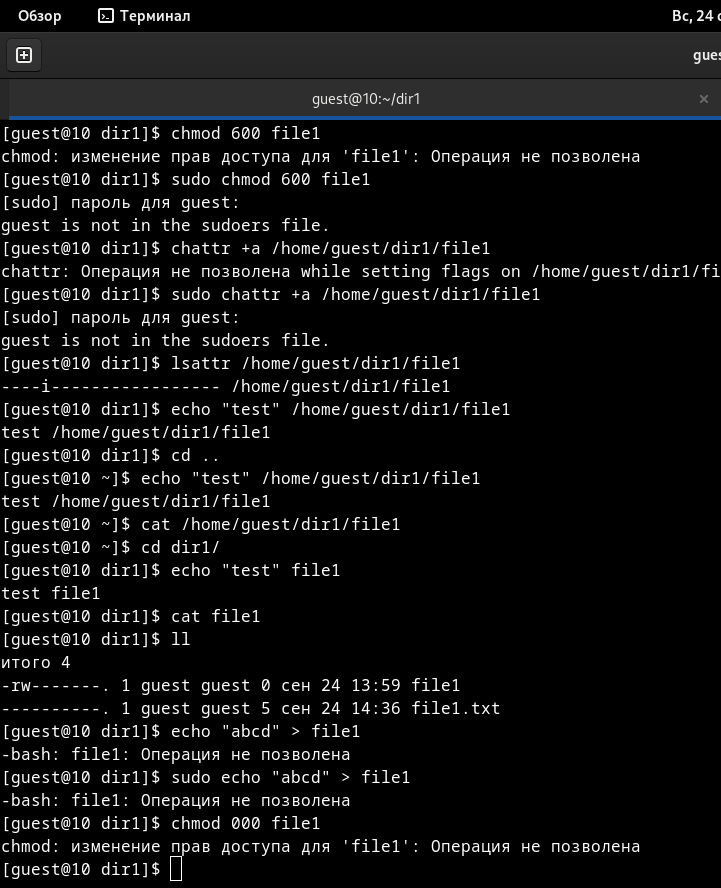 Обзор
Терминал
Вс, 24
guest@10:~/dir1
[guest@10 dir1]$ chmod 600 file1
chmod: изменение прав доступа для 'file1': Операция не позволена
[guest@10 dir1]$ sudo chmod 600 file1
[sudo] пароль для guest:
guest is not in the sudoers file.
[guest@10 dir1]$ chattr +a /home/guest/dir1/file1
chattr: Операция не позволена while setting flags on /home/guest/dir1/fi
[guest@10 dir1]$ sudo chattr +a /home/guest/dir1/file1
[sudo] пароль для guest:
guest is not in the sudoers file.
[guest@10 dir1]$ lsattr /home/guest/dir1/file1
----i----------------- /home/guest/dir1/file1
[guest@10 dir1]$ echo "test" /home/guest/dir1/file1
test /home/guest/dir1/file1
[guest@10 dir1]$ cd ..
[guest@10 ~]$ echo "test" /home/guest/dir1/file1
test /home/guest/dir1/file1
[guest@10 ~]$ cat /home/guest/dir1/file1
[guest@10 ~]$ cd dir1/
[guest@10 dir1]$ echo "test" file1
test file1
[guest@10 dir1]$ cat file1
[guest@10 dir1]$ ll
итого 4
-rw-------. 1 guest guest 0 сен 24 13:59 file1
----------. 1 guest guest 5 сен 24 14:36 file1.txt
[guest@10 dir1]$ echo "abcd" > file1
-bash: file1: Операция не позволена
[guest@10 dir1]$ sudo echo "abcd" > file1
-bash: file1: Операция не позволена
[guest@10 dir1]$ chmod 000 file1
chmod: изменение прав доступа для 'file1': Операция не позволена
[guest@10 dir1]$